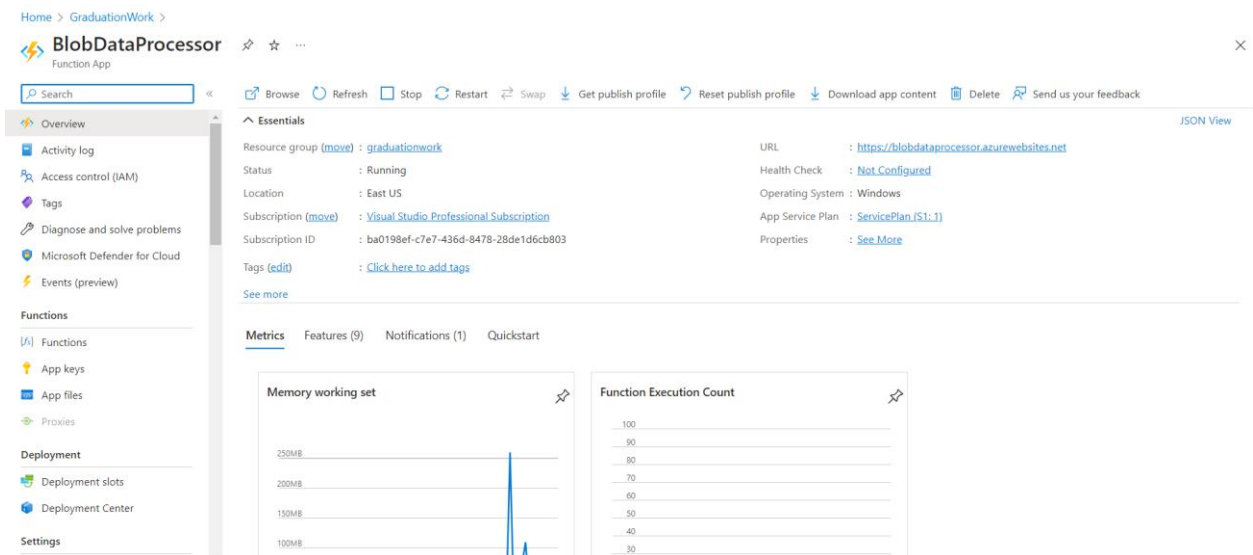 Home > GraduationWork >
BlobDataProcessor
Function App
Search
Browse Refresh Stop Restart Swap Get publish profile Reset publish profile Download app content Delete Send us your feedback
Overview
Activity log
Access control (IAM)
Tags
Diagnose and solve problems
Microsoft Defender for Cloud
Events (preview)
Functions
Functions
App keys
App files
Proxies
Deployment
Deployment slots
Deployment Center
Settings
Essentials
JSON View
Resource group (move) : graduationwork
Status : Running
Location : East US
Subscription (move) : Visual Studio Professional Subscription
Subscription ID : ba0198ef-c7e7-436d-8478-28de1d6cb803
Tags (edit) : Click here to add tags
See more
URL : https://blobdataprocessor.azurewebsites.net
Health Check : Not Configured
Operating System : Windows
App Service Plan : ServicePlan (S1: 1)
Properties : See More
Metrics Features (9) Notifications (1) Quickstart
Memory working set
250MB
200MB
150MB
100MB
Function Execution Count
100
90
80
70
60
50
40
30